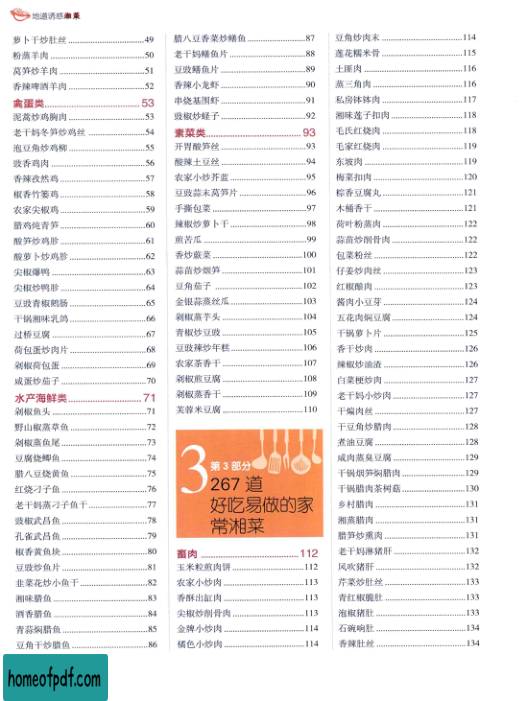 地道诱惑湘菜
萝卜干炒肚丝 49
粉蒸羊肉 50
莴笋炒羊肉 51
香辣啤酒羊肉 52
禽蛋类 53
泥蒿炒鸡胸肉 53
老干妈冬笋炒鸡丝 54
泡豆角炒鸡柳 55
豉香鸡肉 56
香辣孜然鸡 57
椒香竹篓鸡 58
农家尖椒鸡 59
腊鸡炖青笋 60
酸笋炒鸡胗 61
酸萝卜炒鸡胗 62
尖椒爆鸭 63
尖椒炒鸭胗 64
豆豉青椒鹅肠 65
干锅湘味乳鸽 66
过桥豆腐 67
荷包蛋炒肉片 68
剁椒荷包蛋 69
咸蛋炒茄子 70
水产海鲜类 71
剁椒鱼头 71
野山椒蒸草鱼 72
剁椒蒸鱼尾 73
豆腐烧鲫鱼 74
腊八豆烧黄鱼 75
红烧刁子鱼 76
老干妈蒸刁子鱼干 77
豉椒武昌鱼 78
孔雀武昌鱼 79
椒香黄鱼块 80
豆豉炒鱼片 81
韭菜花炒小鱼干 82
湘味腊鱼 83
酒香腊鱼 84
青蒜焖腊鱼 85
豆角干炒腊鱼 86
腊八豆香菜炒鳝鱼 87
老干妈鳝鱼片 88
豆豉鳝鱼片 89
香辣小龙虾 90
串烧基围虾 91
豉椒炒蛏子 92
素菜类 93
开胃酸笋丝 93
酸辣土豆丝 94
农家小炒芥蓝 95
豆豉蒜末莴笋片 96
手撕包菜 97
辣椒炒萝卜干 98
煎苦瓜 99
香炒蕨菜 100
蒜苗炒烟笋 101
豆角茄子 102
金银蒜蒸丝瓜 103
剁椒蒸芋头 104
青椒炒豆豉 105
豆豉辣炒年糕 106
农家茶香干 107
剁椒煎豆腐 108
剁椒蒸香干 109
芙蓉米豆腐 110
3 第3部分
267 道
好吃易做的家
常湘菜
畜肉 112
玉米粒煎肉饼 112
农家小炒肉 113
香酥出缸肉 113
尖椒炒削骨肉 113
金牌小炒肉 114
橘色小炒肉 114
豆角炒肉末 114
莲花糯米骨 115
土匪肉 116
蒸三角肉 116
私房钵钵肉 117
湘味莲子扣肉 118
毛氏红烧肉 118
毛家红烧肉 119
东坡肉 119
梅菜扣肉 120
粽香豆腐丸 121
木桶香干 121
荷叶粉蒸肉 122
蒜苗炒削骨肉 122
包菜粉丝 122
仔姜炒肉丝 123
红椒酿肉 123
酱肉小豆芽 124
五花肉焖豆腐 124
干锅萝卜片 125
香干炒肉 126
辣椒炒油渣 126
白菜梗炒肉 127
老干妈小炒肉 127
干煸肉丝 127
干豆角炒腊肉 128
煮油豆腐 128
咸肉蒸臭豆腐 129
干锅烟笋焖腊肉 129
干锅腊肉茶树菇 130
乡村腊肉 131
湘蒸腊肉 131
腊笋炒熏肉 131
老干妈淋猪肝 132
风吹猪肝 132
芹菜炒肚丝 133
青红椒脆肚 133
泡椒猪肚 133
石碗响肚 134
香辣肚丝 134
homeofpdf.com